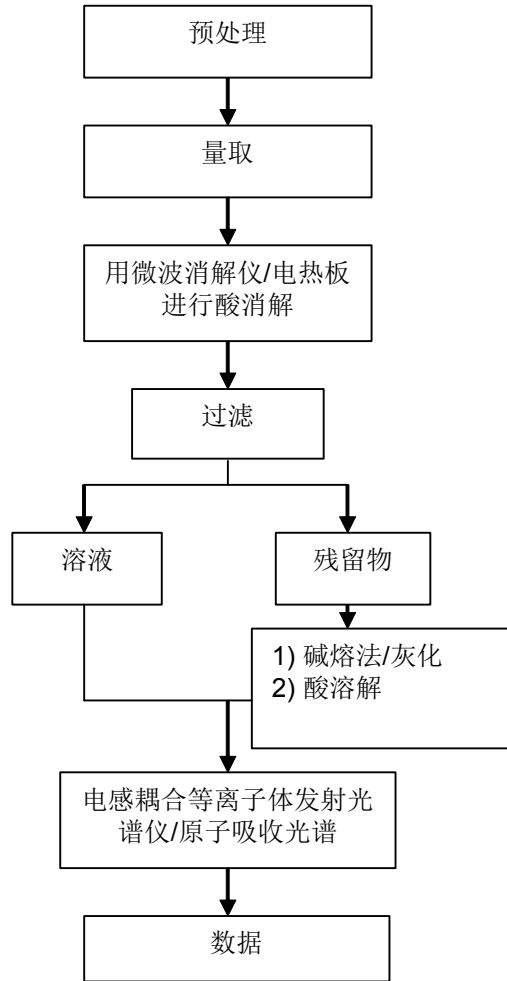 预处理
量取
用微波消解仪/电热板
进行酸消解
过滤
溶液
残留物
1) 碱熔法/灰化
2) 酸溶解
电感耦合等离子体发射光
谱仪/原子吸收光谱
数据